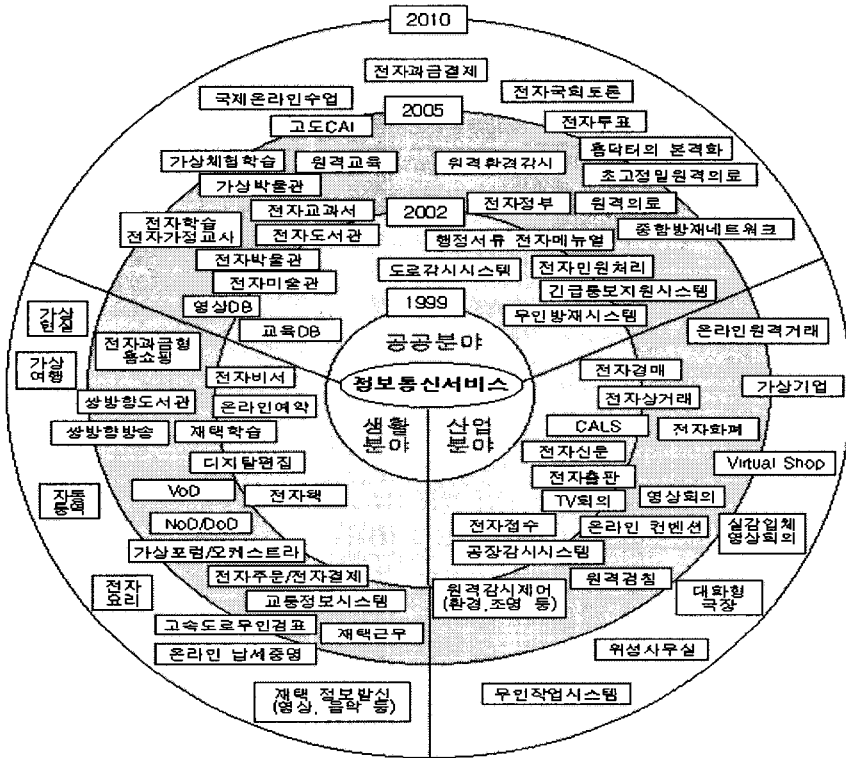 2010
전자과금결제
전자국회토론
국제온라인수업
2005
전자투표
고도CAI
홈닥터의 본격화
가상체험학습
원격교육
원격환경감시
초고정밀원격의료
가상박물관
전자정부
원격의료
전자교과서
2002
종합방재네트워크
전자학습
전자가정교사
전자도서관
행정서류 전자메뉴얼
전자박물관
도로감시시스템
전자민원처리
전자미술관
긴급통보지원시스템
영상DB
1999
무인방재시스템
가상
현실
교육DB
공공분야
온라인원격거래
전자과금형
홈쇼핑
가상
여행
전자비서
정보통신서비스
전자경매
가상기업
쌍방향도서관
온라인예약
전자상거래
쌍방향방송
재택학습
생활
분야
산업
분야
CALS
전자화폐
디지탈편집
전자신문
Virtual Shop
VoD
전자책
전자출판
자동
통역
TV회의
영상회의
NoD/DoD
전자접수
온라인 컨벤션
실감입체
영상회의
가상포럼/오케스트라
공장감시시스템
전자주문/전자결제
원격검침
전자
요리
교통정보시스템
원격감시제어
(환경,조명 등)
대화형
극장
고속도로무인검표
재택근무
온라인 납세증명
위성사무실
재택 정보발신
(영상, 음악 등)
무인작업시스템